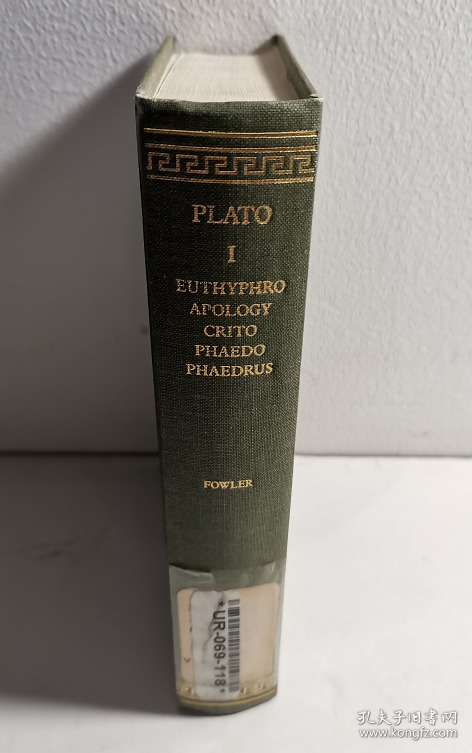 PLATO
I
EUTHYPHRO
APOLOGY
CRITO
PHAEDO
PHAEDRUS
FOWLER
*UR-069-118*
V
孔夫子旧书网
www.kongfz.com